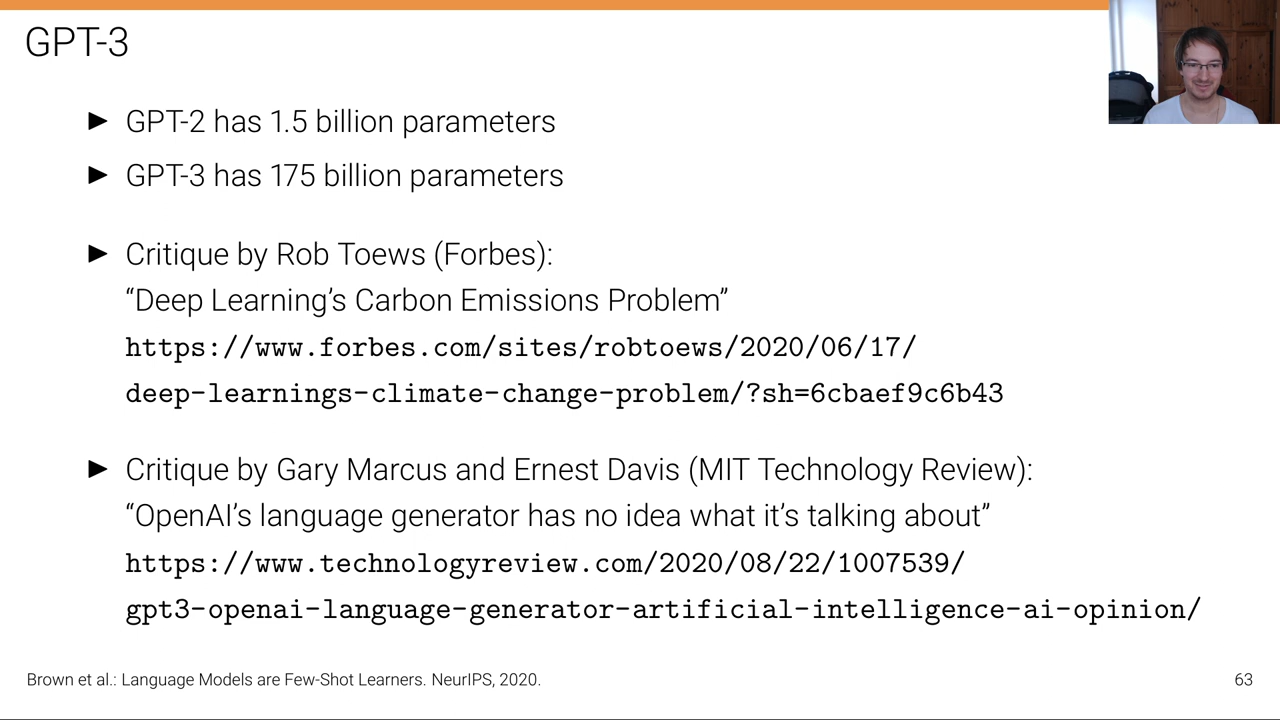 GPT-3
▶ GPT-2 has 1.5 billion parameters
▶ GPT-3 has 175 billion parameters
▶ Critique by Rob Toews (Forbes):
“Deep Learning’s Carbon Emissions Problem”
https://www.forbes.com/sites/robtoews/2020/06/17/
deep-learnings-climate-change-problem/?sh=6cbaef9c6b43
▶ Critique by Gary Marcus and Ernest Davis (MIT Technology Review):
“OpenAI’s language generator has no idea what it’s talking about”
https://www.technologyreview.com/2020/08/22/1007539/
gpt3-openai-language-generator-artificial-intelligence-ai-opinion/
Brown et al.: Language Models are Few-Shot Learners. NeurIPS, 2020.
63